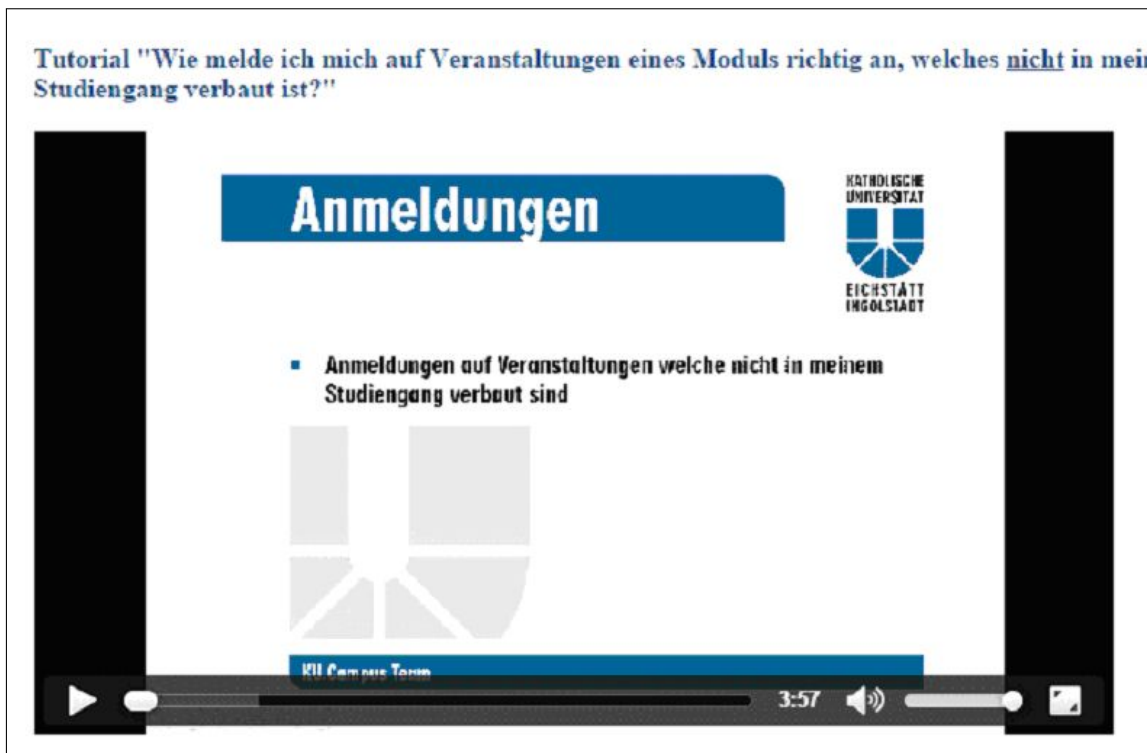 Tutorial "Wie melde ich mich auf Veranstaltungen eines Moduls richtig an, welches nicht in mein
Studiengang verbaut ist?"
Anmeldungen
KATHOLISCHE
UNIVERSITÄT
EICHSTÄTT
INGOLSTADT
Anmeldungen auf Veranstaltungen welche nicht in meinem
Studiengang verbaut sind
KU.Campus Team
3:57